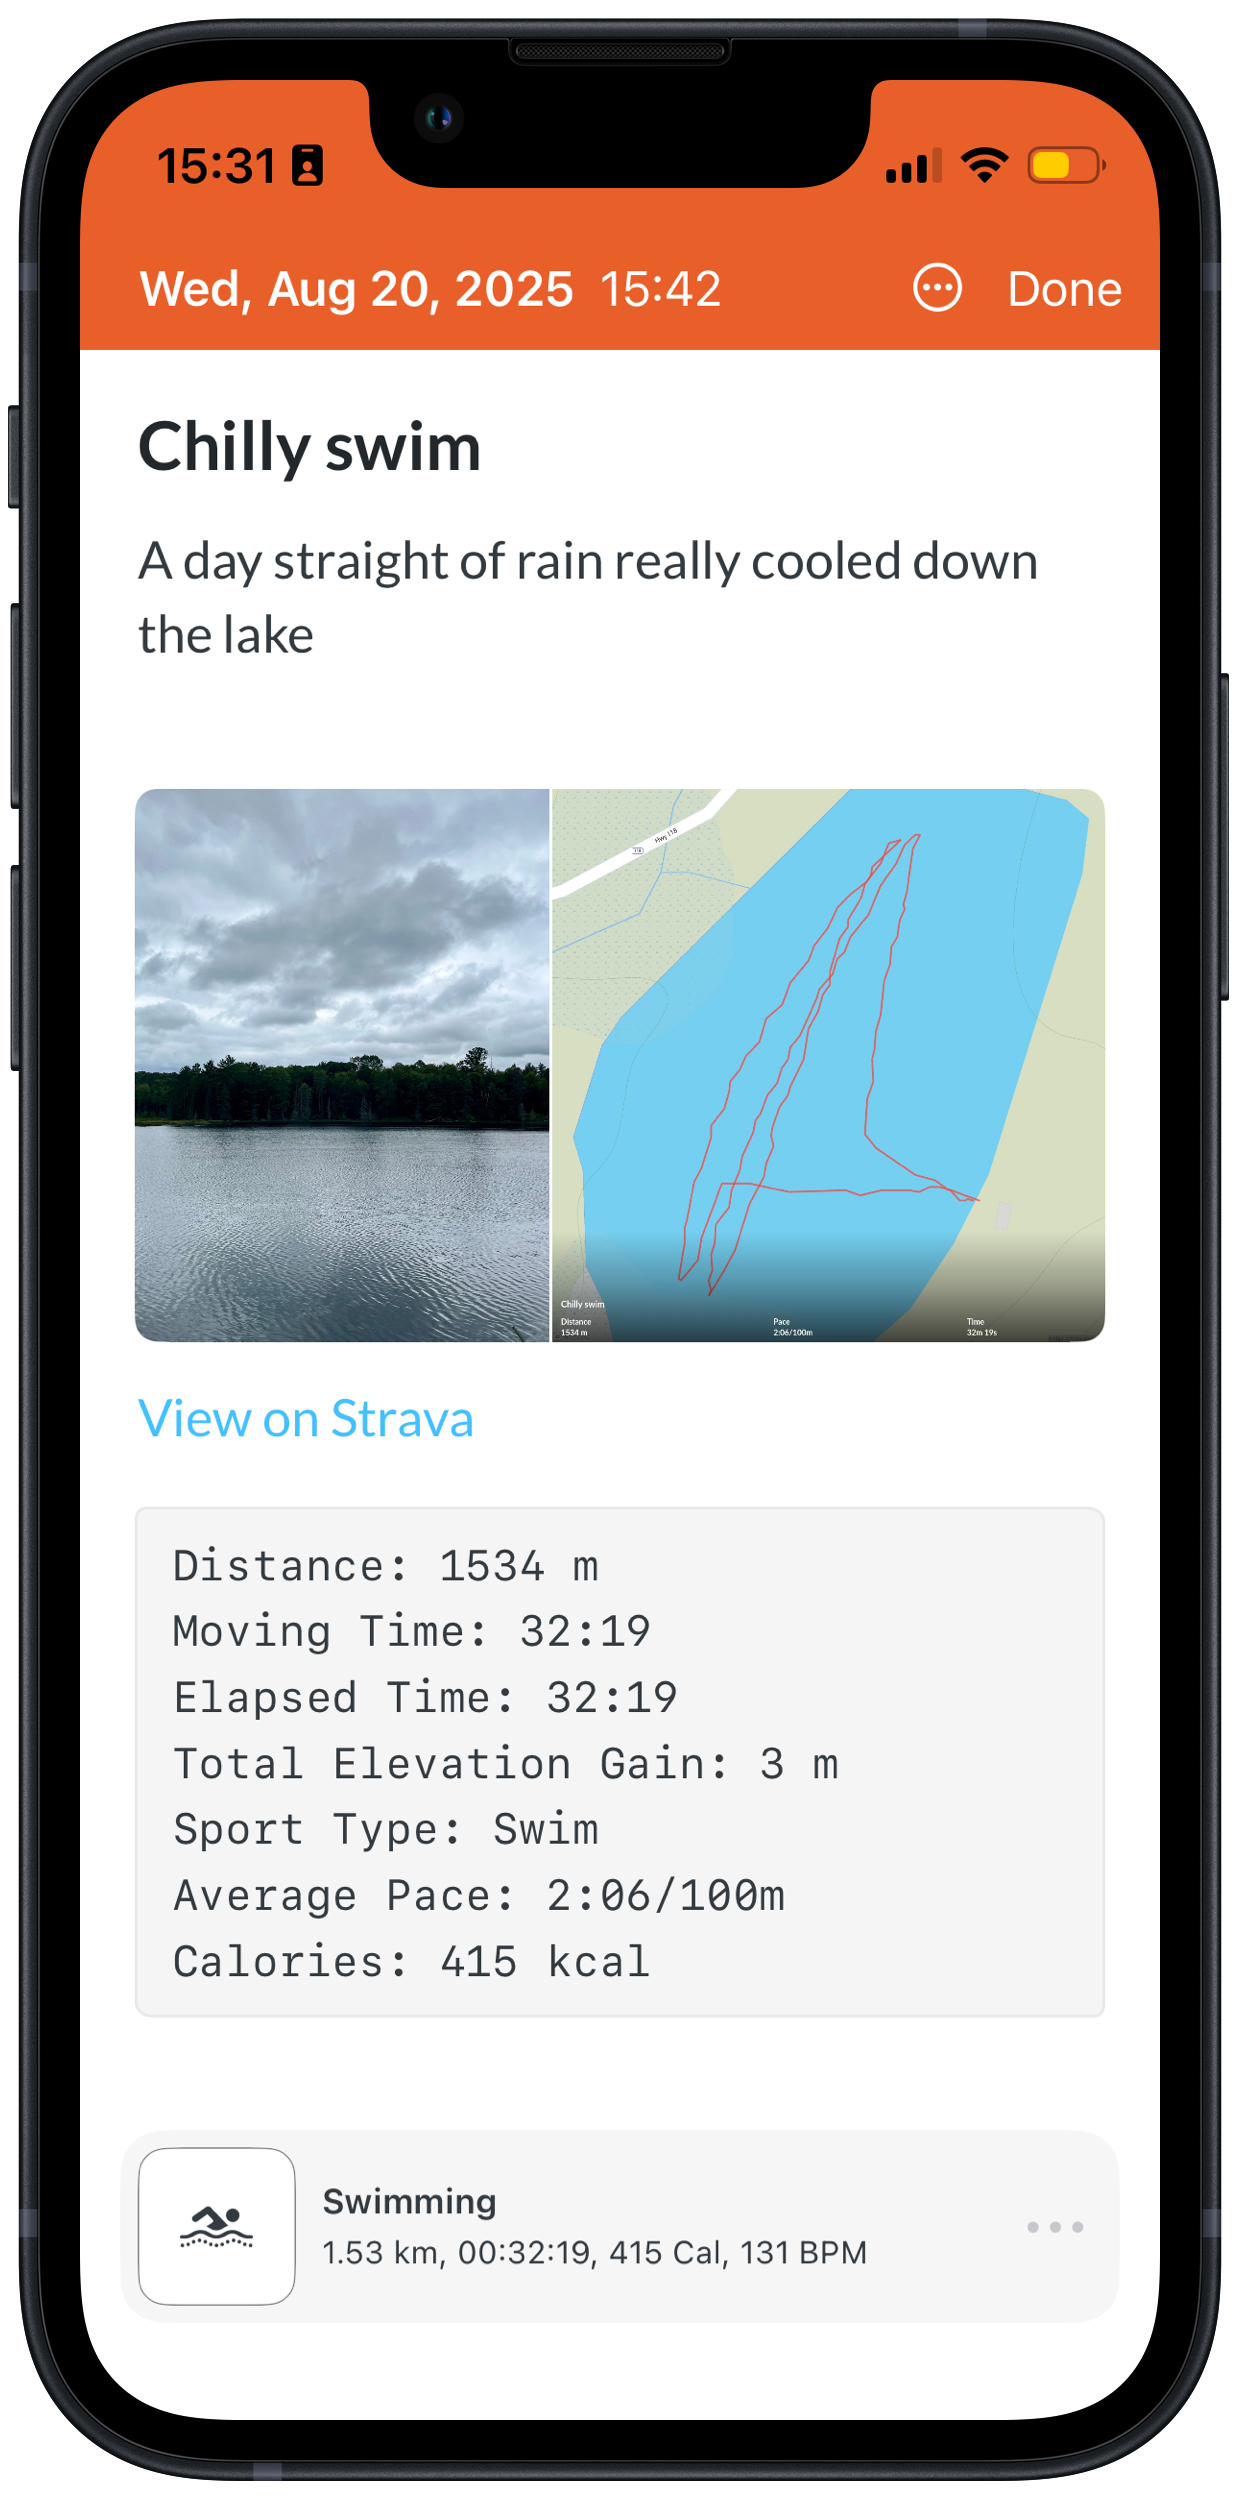 15:31
Wed, Aug 20, 2025 15:42 Done
Chilly swim
A day straight of rain really cooled down
the lake
Hwy 118
118
Chilly swim
Distance Pace Time
1534 m 2:06/100m 32m 19s
View on Strava
Distance: 1534 m
Moving Time: 32:19
Elapsed Time: 32:19
Total Elevation Gain: 3 m
Sport Type: Swim
Average Pace: 2:06/100m
Calories: 415 kcal
Swimming
1.53 km, 00:32:19, 415 Cal, 131 BPM